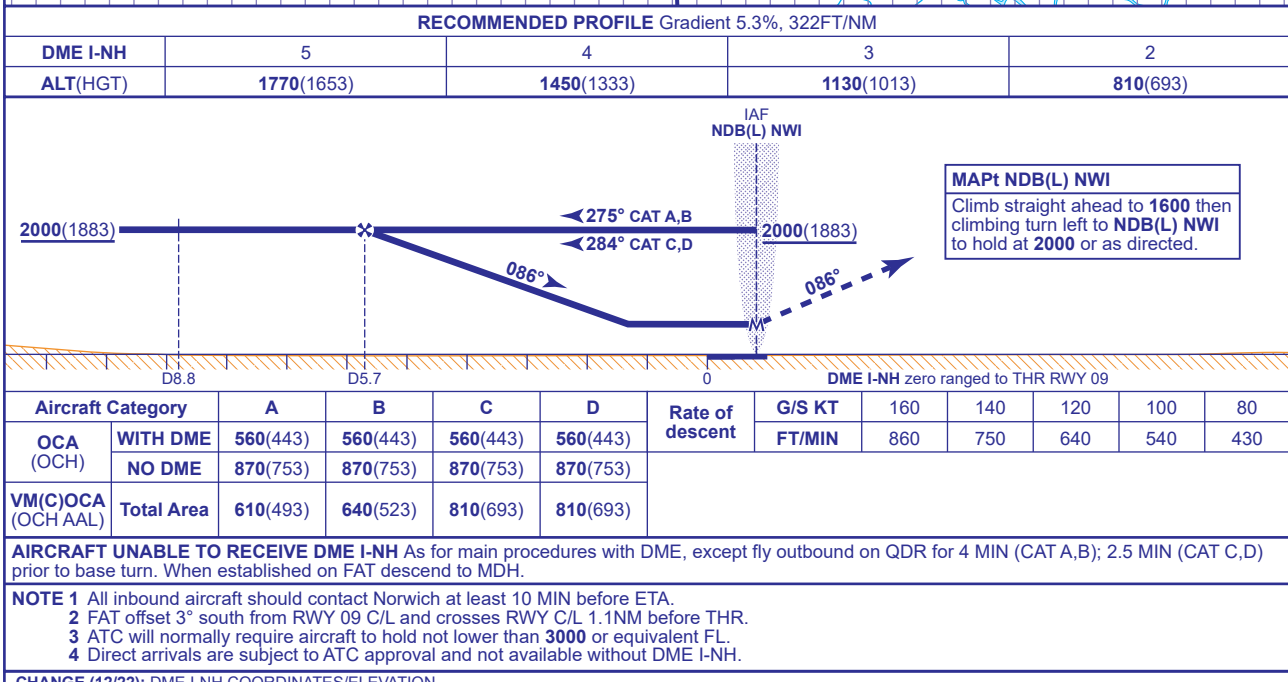 RECOMMENDED PROFILE Gradient 5.3%, 322FT/NM
DME I-NH 5 4 3 2
ALT(HGT) 1770(1653) 1450(1333) 1130(1013) 810(693)
IAF
NDB(L) NWI
MAPt NDB(L) NWI
Climb straight ahead to 1600 then
climbing turn left to NDB(L) NWI
to hold at 2000 or as directed.
2000(1883)
275° CAT A,B
284° CAT C,D
2000(1883)
086°
086°
D8.8 D5.7 0 DME I-NH zero ranged to THR RWY 09
Aircraft Category A B C D Rate of descent G/S KT 160 140 120 100 80
OCA (OCH) WITH DME 560(443) 560(443) 560(443) 560(443) FT/MIN 860 750 640 540 430
NO DME 870(753) 870(753) 870(753) 870(753)
VM(C)OCA (OCH AAL) Total Area 610(493) 640(523) 810(693) 810(693)
AIRCRAFT UNABLE TO RECEIVE DME I-NH As for main procedures with DME, except fly outbound on QDR for 4 MIN (CAT A,B); 2.5 MIN (CAT C,D)
prior to base turn. When established on FAT descend to MDH.
NOTE 1 All inbound aircraft should contact Norwich at least 10 MIN before ETA.
2 FAT offset 3° south from RWY 09 C/L and crosses RWY C/L 1.1NM before THR.
3 ATC will normally require aircraft to hold not lower than 3000 or equivalent FL.
4 Direct arrivals are subject to ATC approval and not available without DME I-NH.
CHANGE (12/22): DME I-NH COORDINATES/ELEVATION